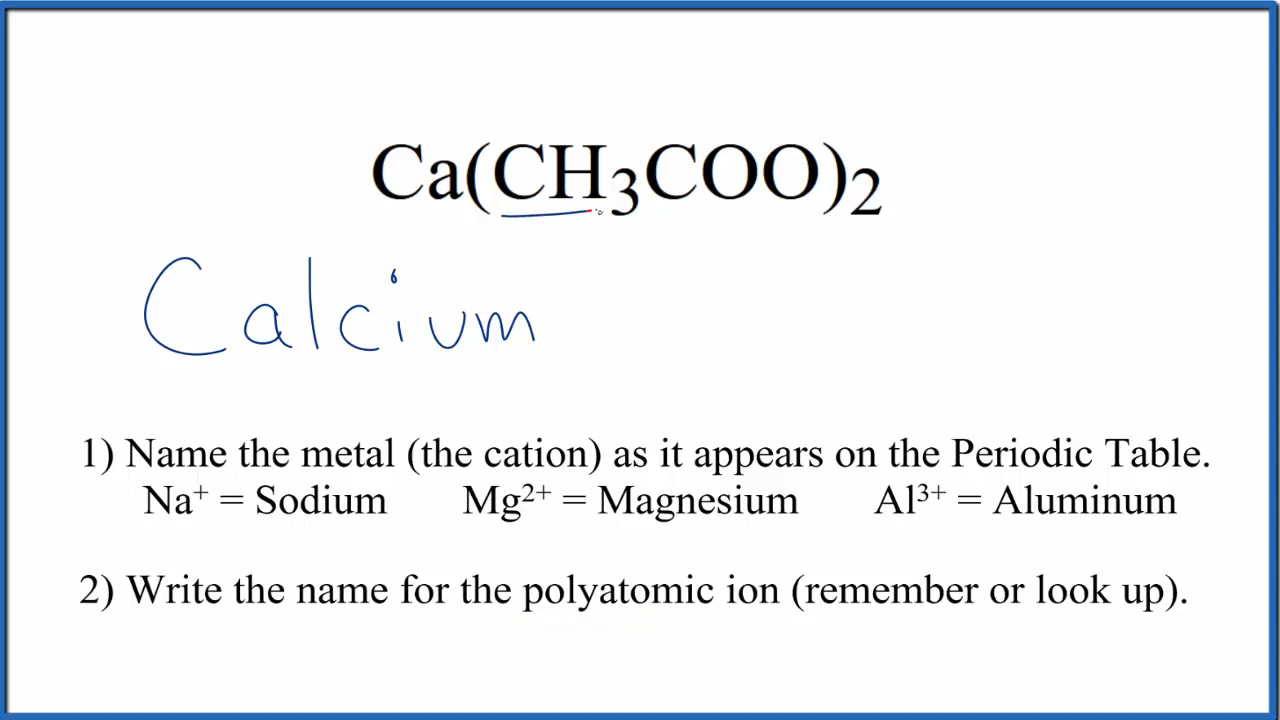 Ca(CH₃COO)₂
Calcium
1) Name the metal (the cation) as it appears on the Periodic Table.
Na⁺ = Sodium Mg²⁺ = Magnesium Al³⁺ = Aluminum
2) Write the name for the polyatomic ion (remember or look up).